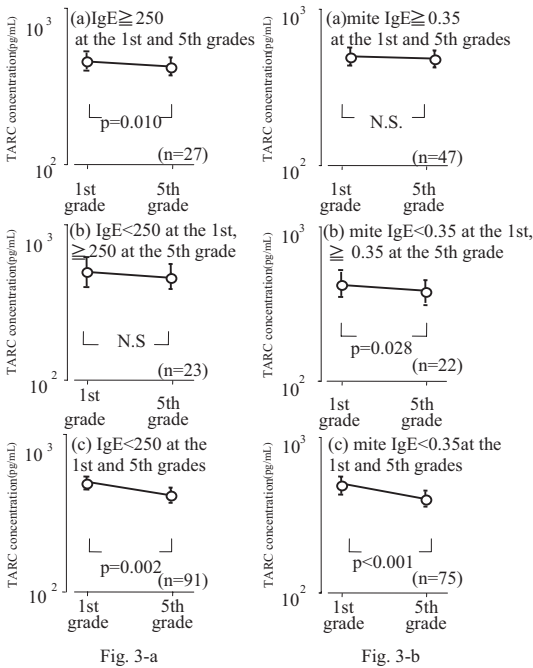 (a)IgE≧250
at the 1st and 5th grades
TARC concentration(pg/mL)
10³
10²
p=0.010
(n=27)
1st
grade
5th
grade
(b) IgE<250 at the 1st,
≧250 at the 5th grade
TARC concentration(pg/mL)
10³
10²
N.S
(n=23)
1st
grade
5th
grade
(c) IgE<250 at the
1st and 5th grades
TARC concentration(pg/mL)
10³
10²
p=0.002
(n=91)
1st
grade
5th
grade
Fig. 3-a
(a)mite IgE≧0.35
at the 1st and 5th grades
TARC concentration(pg/mL)
10³
10²
N.S.
(n=47)
1st
grade
5th
grade
(b) mite IgE<0.35 at the 1st,
≧ 0.35 at the 5th grade
TARC concentration(pg/mL)
10³
10²
p=0.028
(n=22)
1st
grade
5th
grade
(c) mite IgE<0.35at the
1st and 5th grades
TARC concentration(pg/mL)
10³
10²
p<0.001
(n=75)
1st
grade
5th
grade
Fig. 3-b